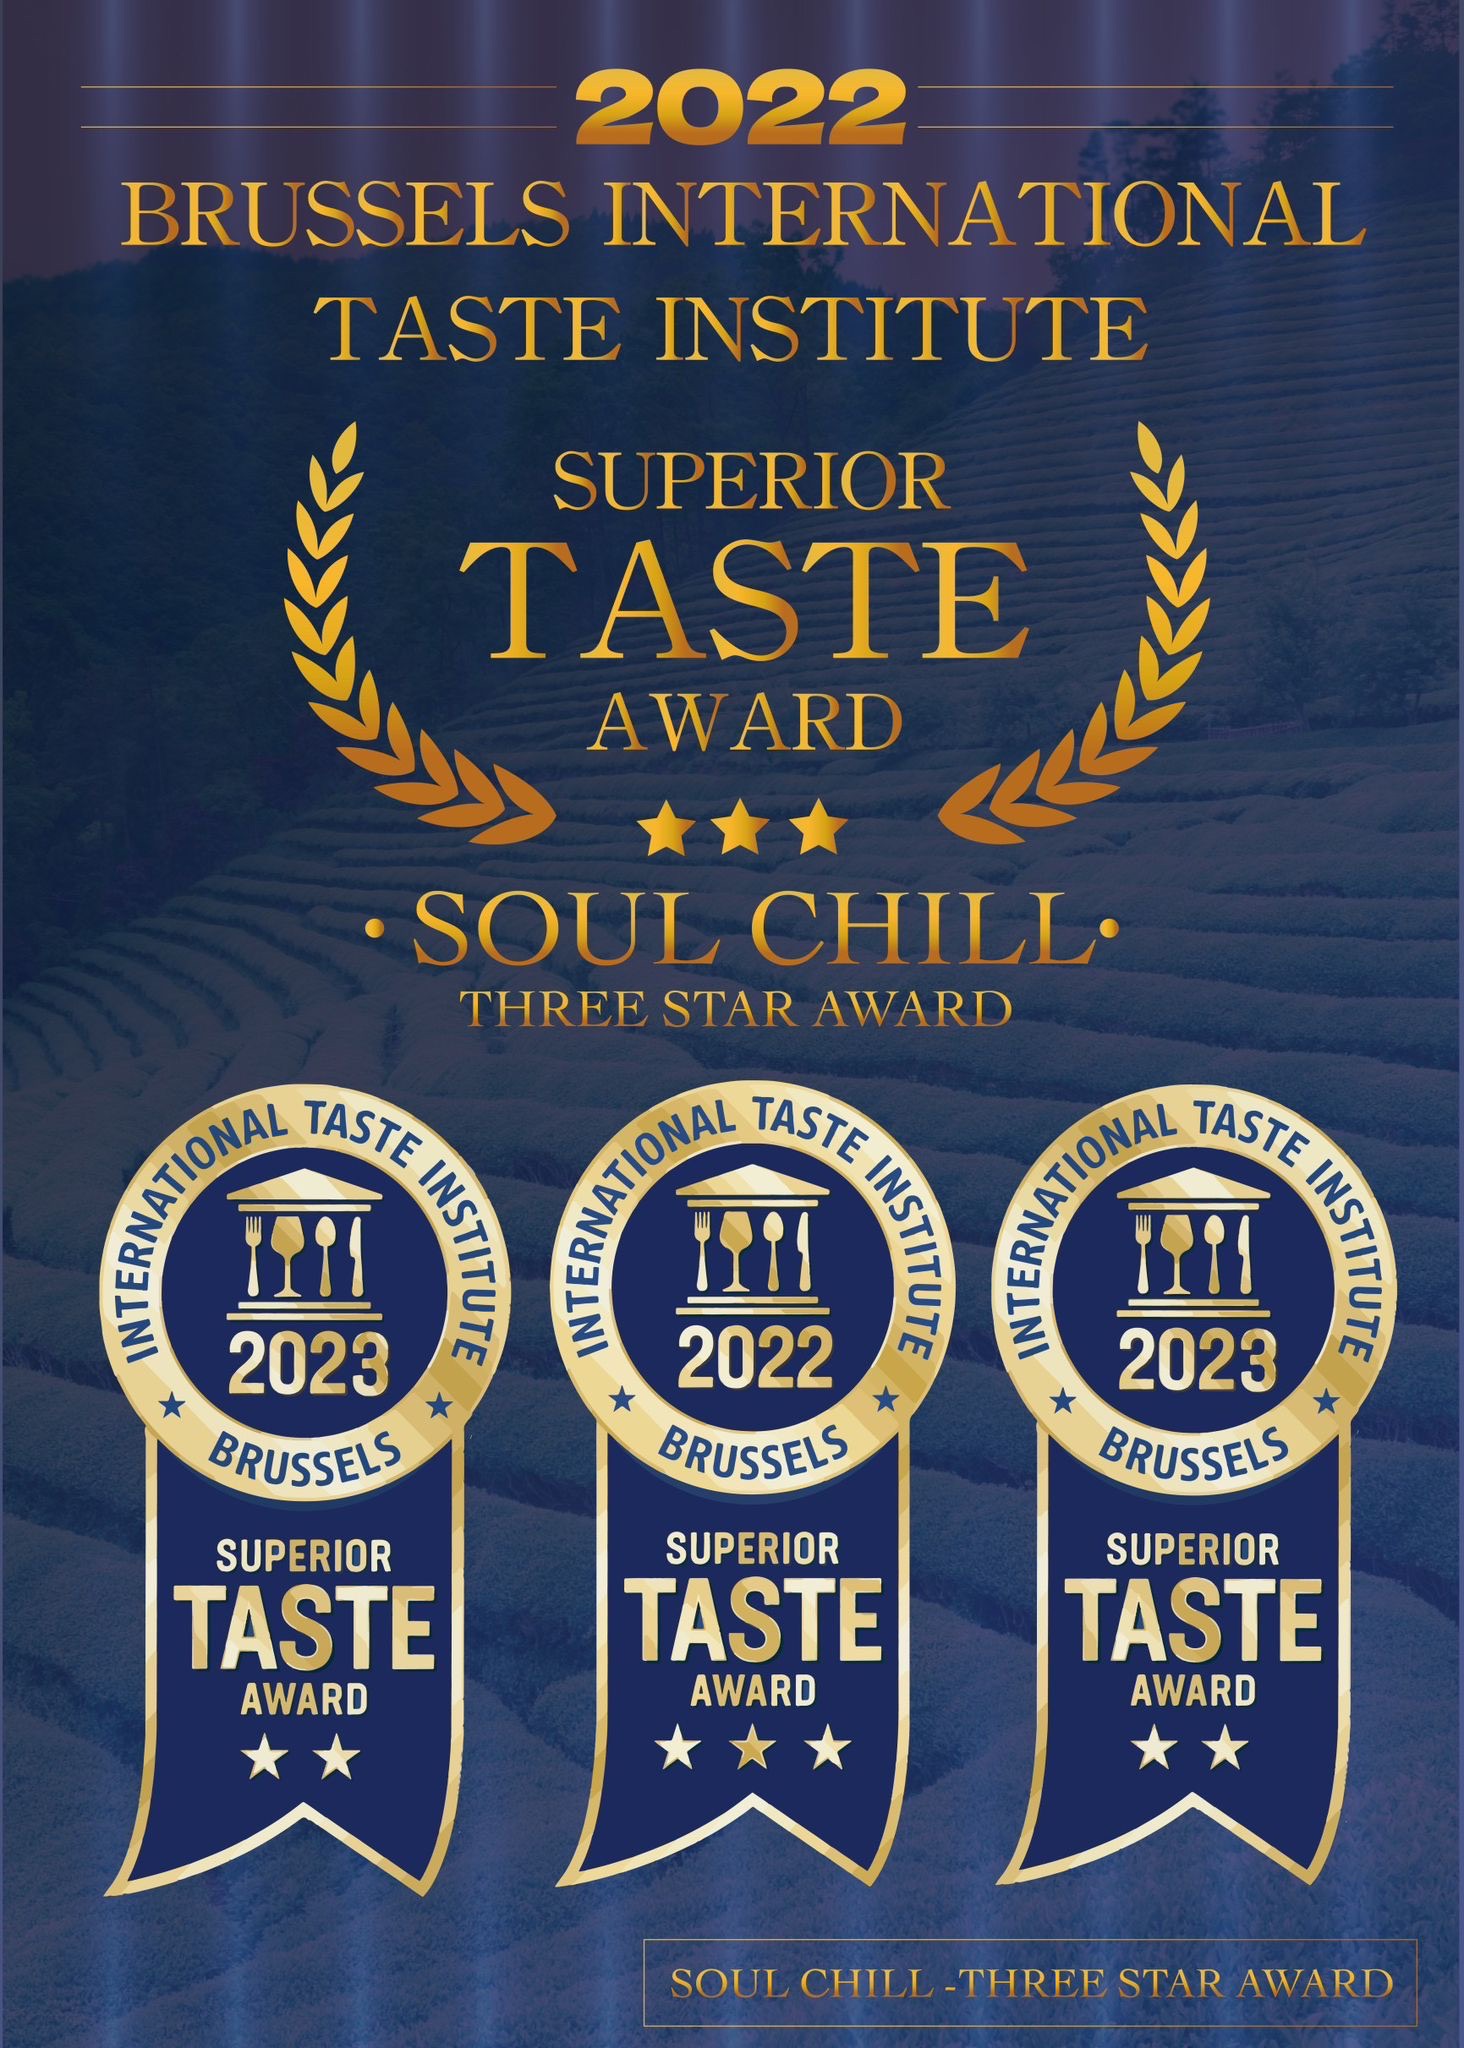 2022
BRUSSELS INTERNATIONAL
TASTE INSTITUTE
SUPERIOR
TASTE
AWARD
• SOUL CHILL •
THREE STAR AWARD
INTERNATIONAL TASTE INSTITUTE
2023
BRUSSELS
SUPERIOR
TASTE
AWARD
INTERNATIONAL TASTE INSTITUTE
2022
BRUSSELS
SUPERIOR
TASTE
AWARD
INTERNATIONAL TASTE INSTITUTE
2023
BRUSSELS
SUPERIOR
TASTE
AWARD
SOUL CHILL -THREE STAR AWARD